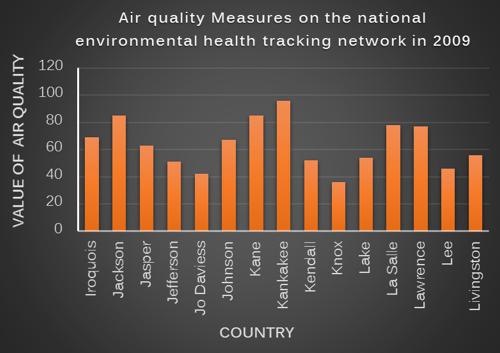 Air quality Measures on the national
environmental health tracking network in 2009
VALUE OF AIR QUALITY
120
100
80
60
40
20
0
Iroquois
Jackson
Jasper
Jefferson
Jo Daviess
Johnson
Kane
Kankakee
Kendall
Knox
Lake
La Salle
Lawrence
Lee
Livingston
COUNTRY